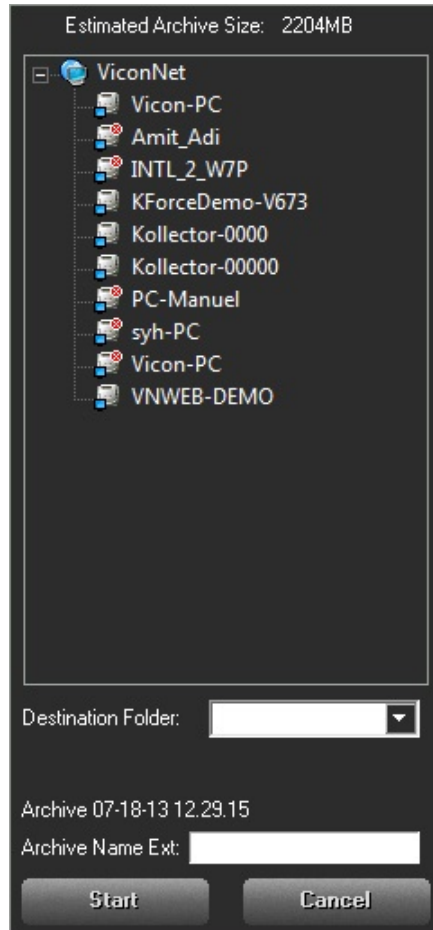 Estimated Archive Size: 2204MB
ViconNet
Vicon-PC
Amit_Adi
INTL_2_W7P
KForceDemo-V673
Kollector-0000
Kollector-00000
PC-Manuel
syh-PC
Vicon-PC
VNWEB-DEMO
Destination Folder:
Archive 07-18-13 12.29.15
Archive Name Ext:
Start Cancel